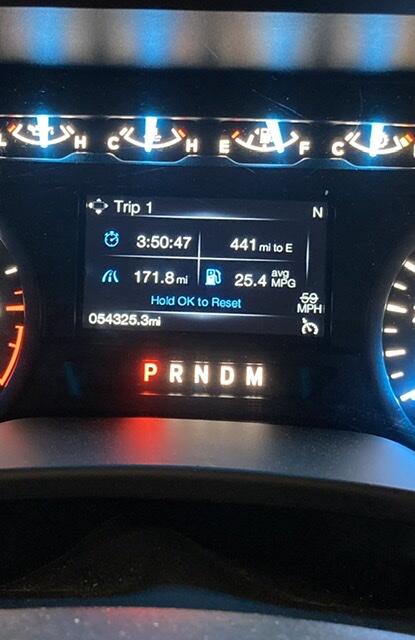 L H C H E F C
Trip 1 N
3:50:47 441 mi to E
171.8 mi 25.4 avg MPG
Hold OK to Reset
59 MPH
054325.3mi
P R N D M